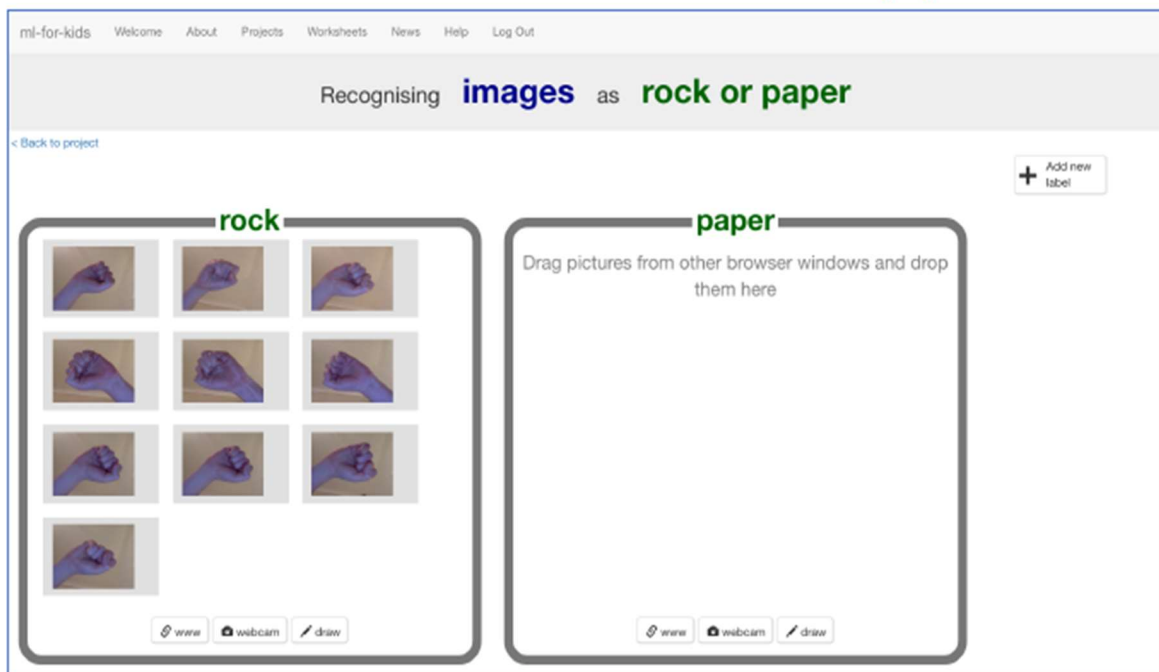 ml-for-kids Welcome About Projects Worksheets News Help Log Out
Recognising images as rock or paper
< Back to project
Add new
label
rock
www webcam draw
paper
Drag pictures from other browser windows and drop
them here
www webcam draw